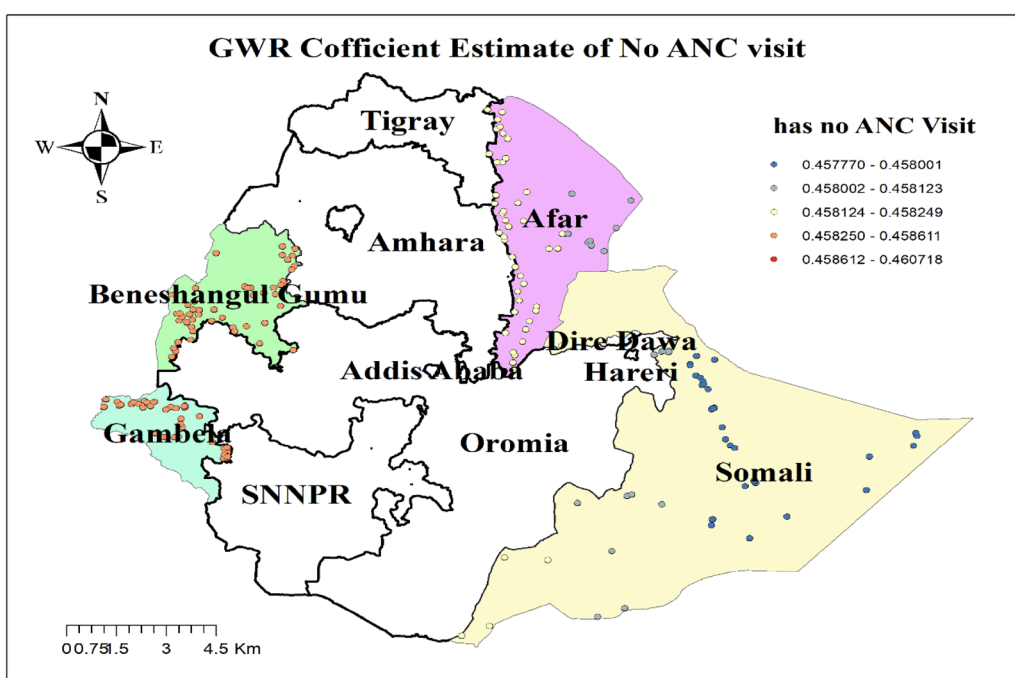 GWR Cofficient Estimate of No ANC visit
N
W E
S
has no ANC Visit
0.457770 - 0.458001
0.458002 - 0.458123
0.458124 - 0.458249
0.458250 - 0.458611
0.458612 - 0.460718
Tigray
Afar
Amhara
Beneshangul Gumu
Dire Dawa
Addis Ababa
Hareri
Gambela
Oromia
Somali
SNNPR
0 0.75 1.5 3 4.5 Km